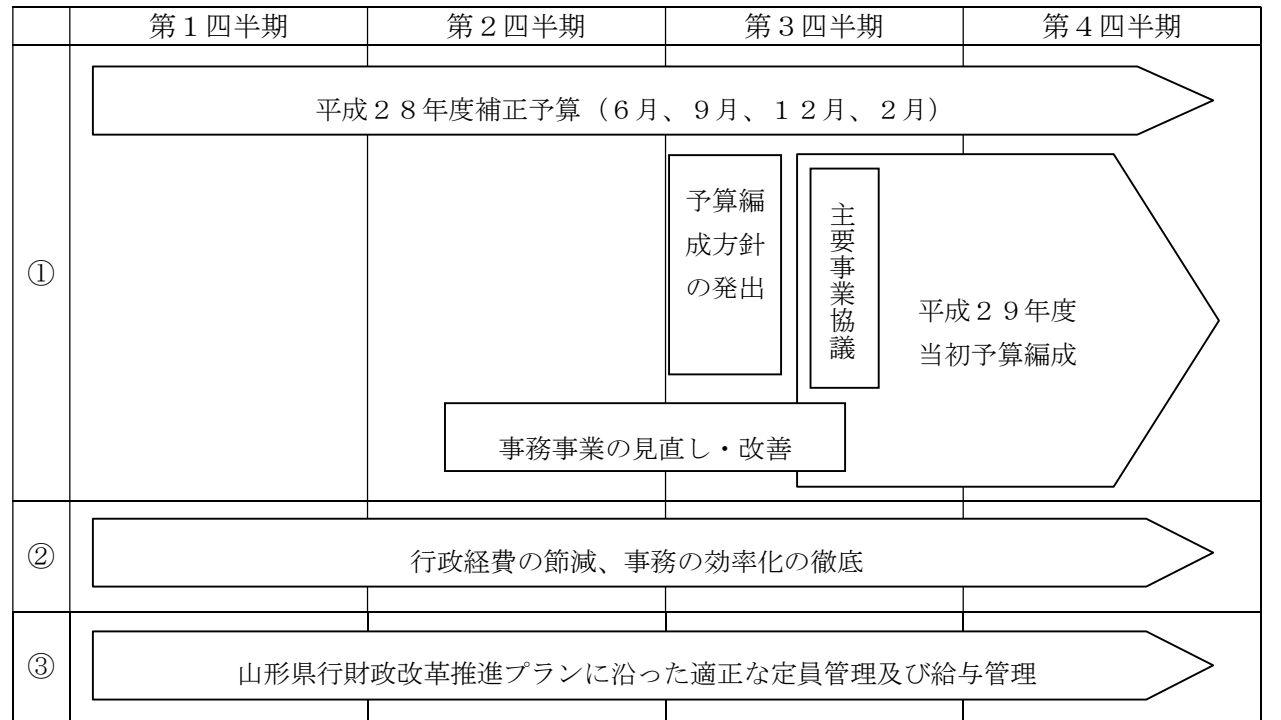 第１四半期
第２四半期
第３四半期
第４四半期
①
平成２８年度補正予算（６月、９月、１２月、２月）
予算編
成方針
の発出
主要事業協議
平成２９年度
当初予算編成
事務事業の見直し・改善
②
行政経費の節減、事務の効率化の徹底
③
山形県行財政改革推進プランに沿った適正な定員管理及び給与管理